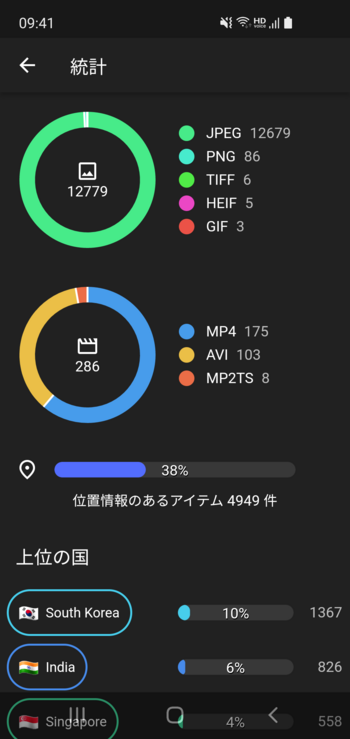 09:41 HD VOICE
統計
JPEG 12679
PNG 86
TIFF 6
HEIF 5
GIF 3
12779
MP4 175
AVI 103
MP2TS 8
286
38%
位置情報のあるアイテム 4949 件
上位の国
South Korea 10% 1367
India 6% 826
Singapore 4% 558